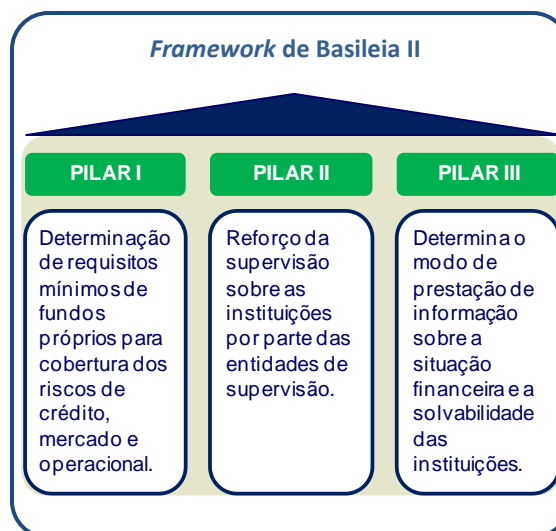 Framework de Basileia II
PILAR I
Determinação
de requisitos
mínimos de
fundos
próprios para
cobertura dos
riscos de
crédito,
mercado e
operacional.
PILAR II
Reforço da
supervisão
sobre as
instituições
por parte das
entidades de
supervisão.
PILAR III
Determina o
modo de
prestação de
informação
sobre a
situação
financeira e a
solvabilidade
das
instituições.